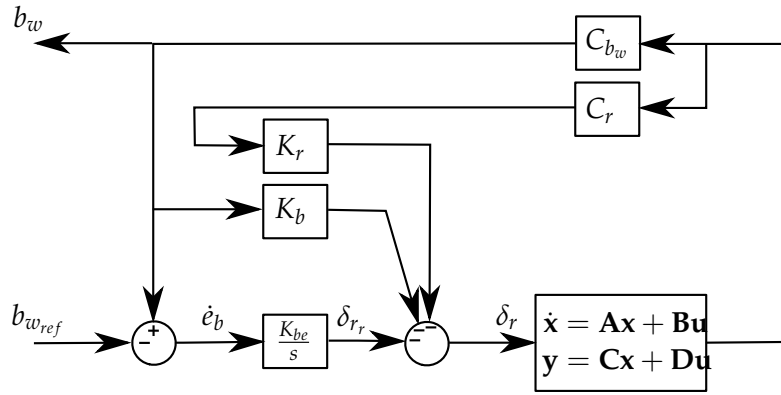 b_w
C_{b_w}
C_r
K_r
K_b
b_{w_{ref}}
+
−
ė_b
K_{be}
s
δ_{r_r}
−
−
−
δ_r
ẋ = Ax + Bu
y = Cx + Du